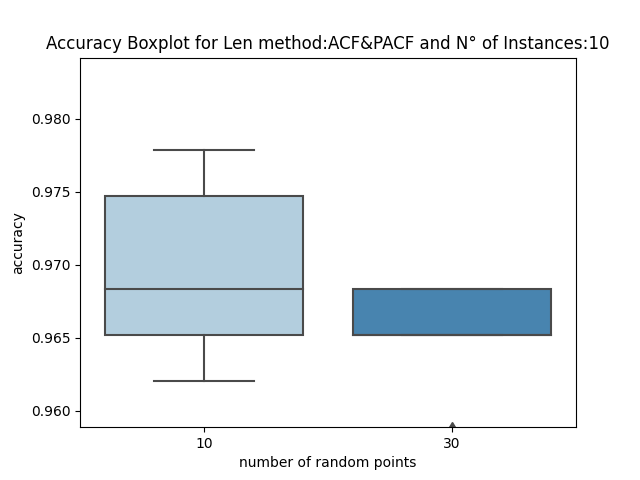 Accuracy Boxplot for Len method:ACF&PACF and N° of Instances:10
0.980
0.975
0.970
0.965
0.960
accuracy
10
30
number of random points